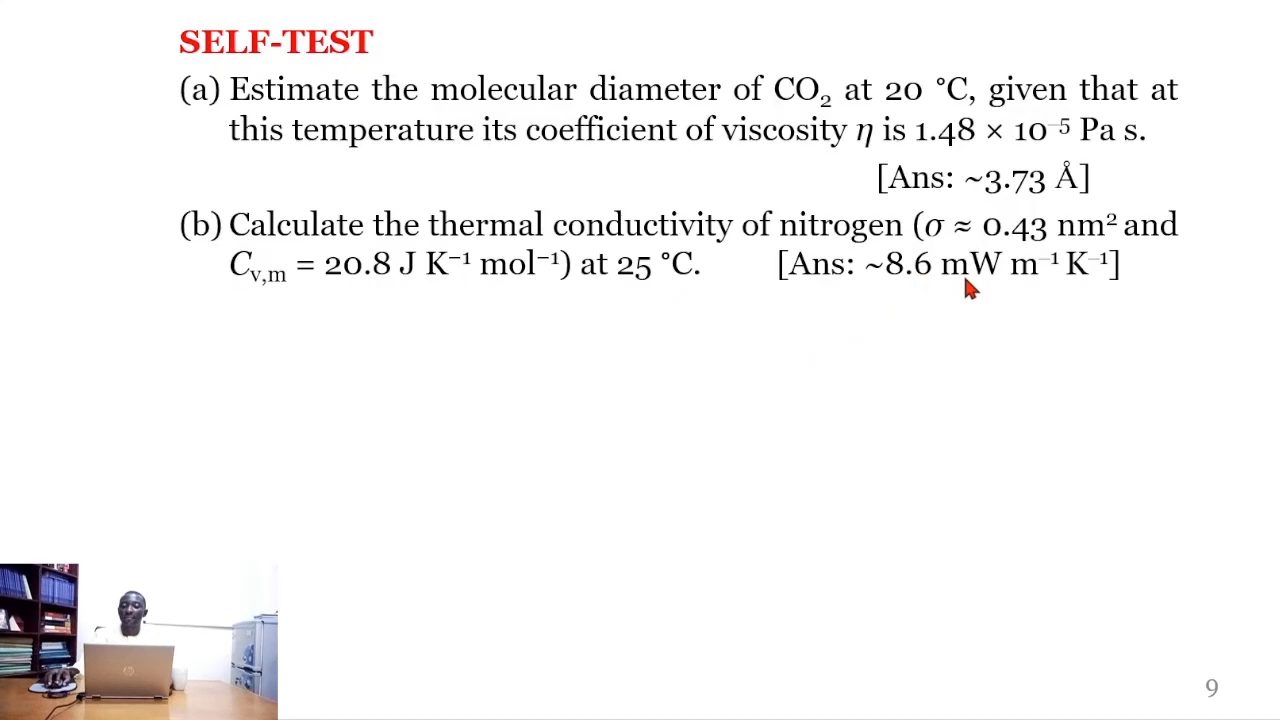 SELF-TEST
(a) Estimate the molecular diameter of CO₂ at 20 °C, given that at
this temperature its coefficient of viscosity η is 1.48 × 10⁻⁵ Pa s.
[Ans: ~3.73 Å]
(b) Calculate the thermal conductivity of nitrogen (σ ≈ 0.43 nm² and
Cᵥ,ₘ = 20.8 J K⁻¹ mol⁻¹) at 25 °C. [Ans: ~8.6 mW m⁻¹ K⁻¹]
9